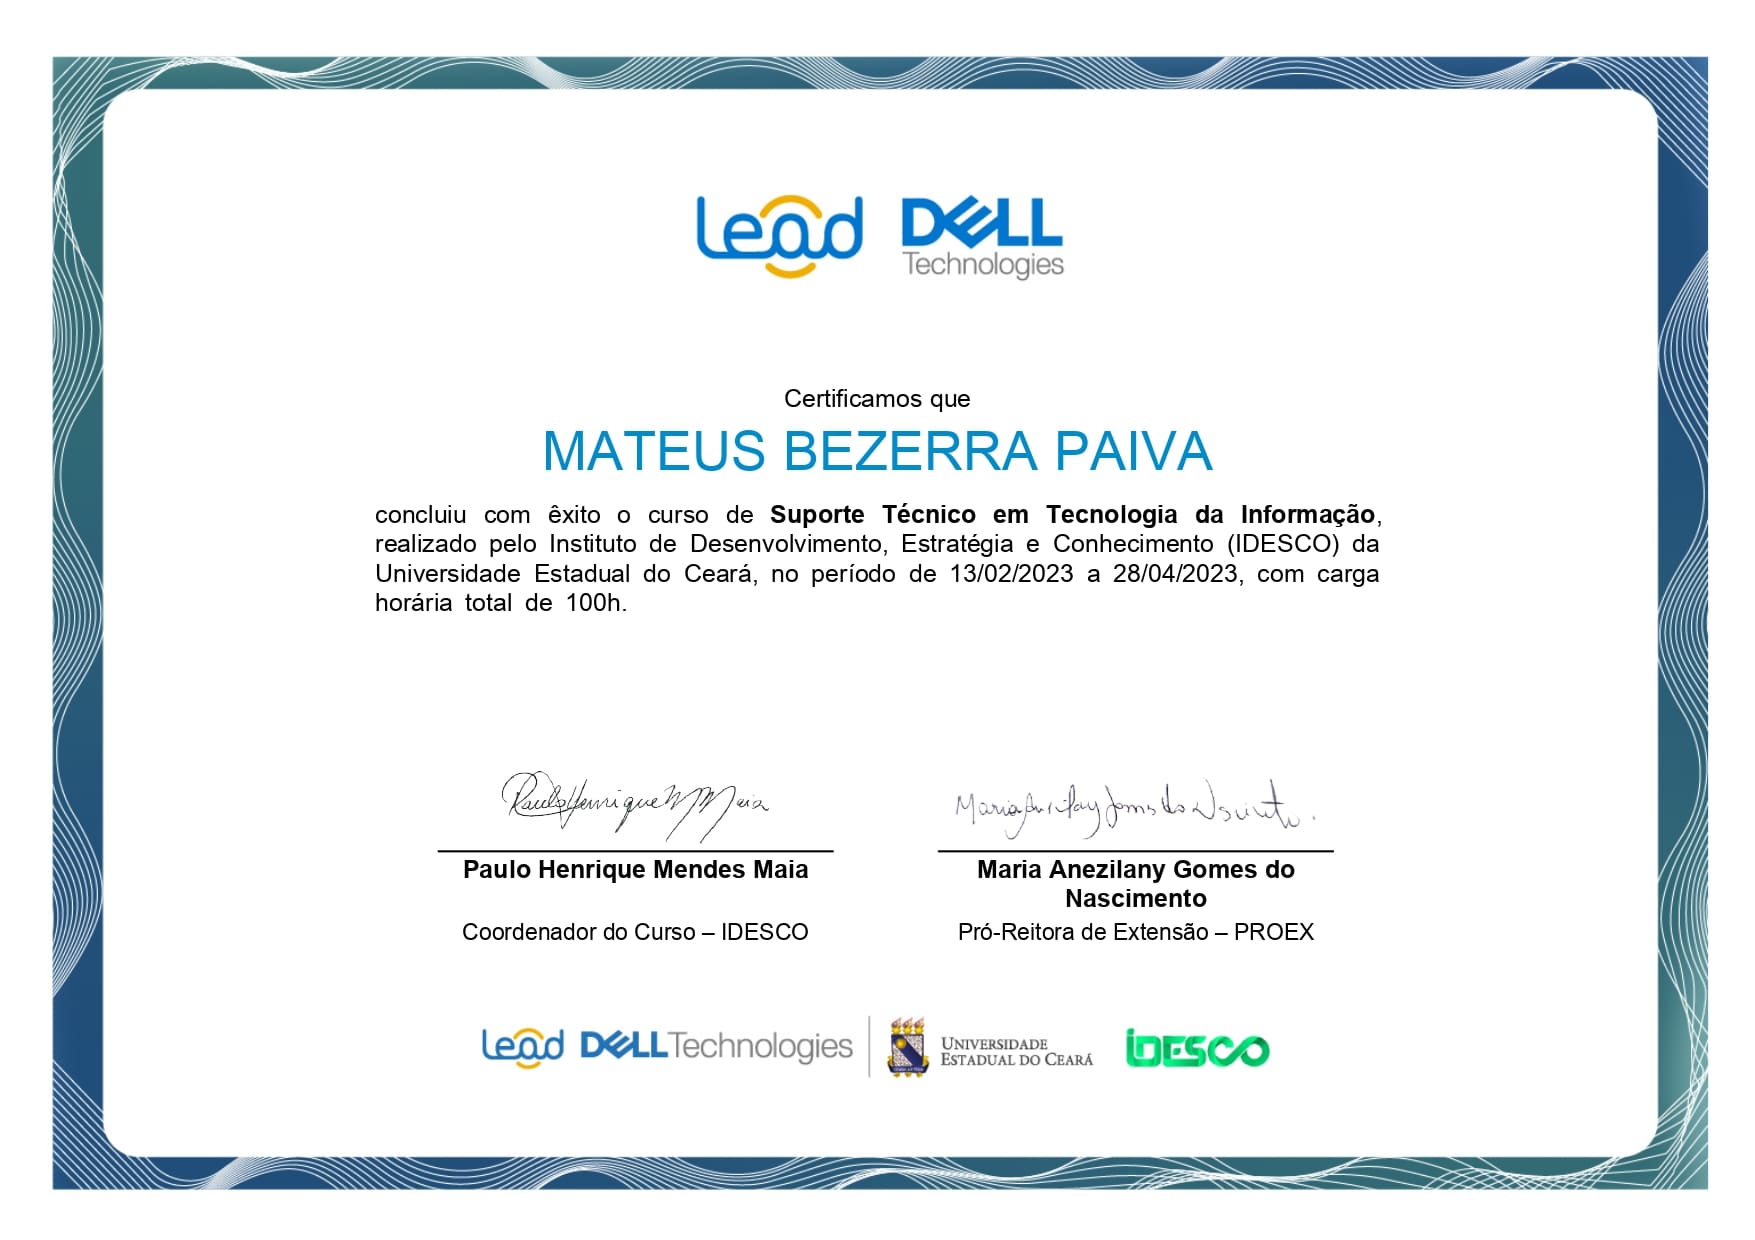 Lead DELL
Technologies
Certificamos que
MATEUS BEZERRA PAIVA
concluiu com êxito o curso de Suporte Técnico em Tecnologia da Informação,
realizado pelo Instituto de Desenvolvimento, Estratégia e Conhecimento (IDESCO) da
Universidade Estadual do Ceará, no período de 13/02/2023 a 28/04/2023, com carga
horária total de 100h.
Paulo Henrique M Maia
Paulo Henrique Mendes Maia
Coordenador do Curso – IDESCO
Maria Anezilany Gomes do Nascimento
Maria Anezilany Gomes do
Nascimento
Pró-Reitora de Extensão – PROEX
Lead DELL Technologies
UNIVERSIDADE
ESTADUAL DO CEARÁ
iDESCO